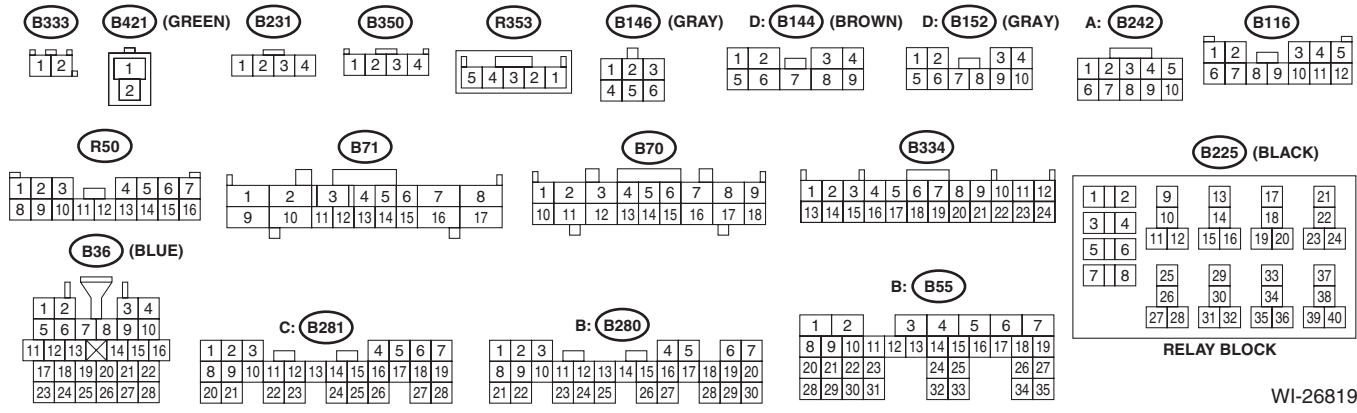 B333 B421 (GREEN) B231 B350 R353 B146 (GRAY) D: B144 (BROWN) D: B152 (GRAY) A: B242 B116
1 2
1
2
1 2 3 4
1 2 3 4
5 4 3 2 1
1 2 3
4 5 6
1 2 3 4
5 6 7 8 9
1 2 3 4
5 6 7 8 9 10
1 2 3 4 5
6 7 8 9 10
1 2 3 4 5
6 7 8 9 10 11 12
R50 B71 B70 B334 B225 (BLACK)
1 2 3 4 5 6 7
8 9 10 11 12 13 14 15 16
1 2 3 4 5 6 7 8
9 10 11 12 13 14 15 16 17
1 2 3 4 5 6 7 8 9
10 11 12 13 14 15 16 17 18
1 2 3 4 5 6 7 8 9 10 11 12
13 14 15 16 17 18 19 20 21 22 23 24
1 2 9 13 17 21
3 4 10 14 18 22
11 12 15 16 19 20 23 24
5 6
7 8 25 29 33 37
26 30 34 38
27 28 31 32 35 36 39 40
RELAY BLOCK
B36 (BLUE)
1 2 3 4
5 6 7 8 9 10
11 12 13 14 15 16
17 18 19 20 21 22
23 24 25 26 27 28
C: B281
1 2 3 4 5 6 7
8 9 10 11 12 13 14 15 16 17 18 19
20 21 22 23 24 25 26 27 28
B: B280
1 2 3 4 5 6 7
8 9 10 11 12 13 14 15 16 17 18 19 20
21 22 23 24 25 26 27 28 29 30
B: B55
1 2 3 4 5 6 7
8 9 10 11 12 13 14 15 16 17 18 19
20 21 22 23 24 25 26 27
28 29 30 31 32 33 34 35
WI-26819